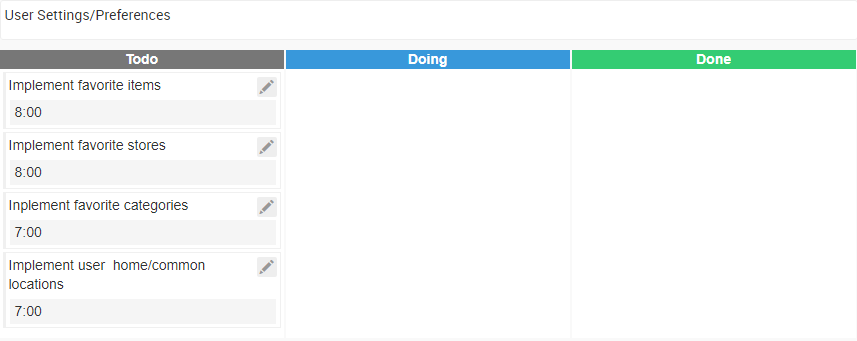 User Settings/Preferences
Todo
Doing
Done
Implement favorite items
8:00
Implement favorite stores
8:00
Inplement favorite categories
7:00
Implement user  home/common
locations
7:00